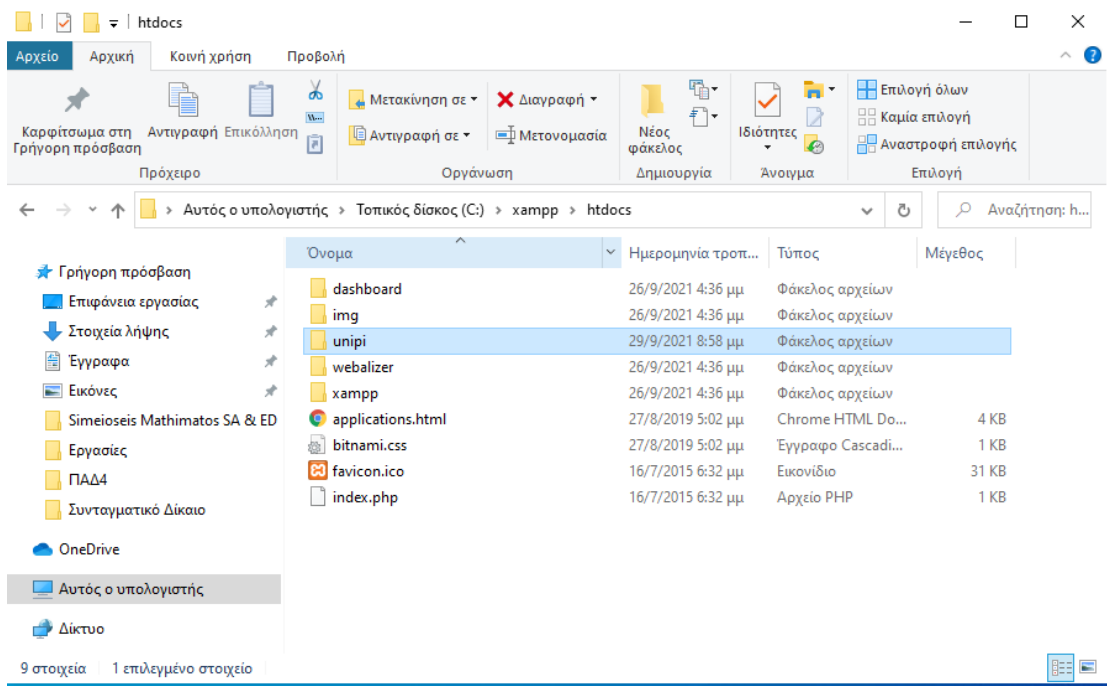 htdocs
Αρχείο Αρχική Κοινή χρήση Προβολή
Καρφίτσωμα στη Γρήγορη πρόσβαση
Αντιγραφή Επικόλληση
Πρόχειρο
Μετακίνηση σε Διαγραφή
Αντιγραφή σε Μετονομασία
Οργάνωση
Νέος φάκελος
Δημιουργία
Ιδιότητες
Άνοιγμα
Επιλογή όλων
Καμία επιλογή
Αναστροφή επιλογής
Επιλογή
Αυτός ο υπολογιστής > Τοπικός δίσκος (C:) > xampp > htdocs
Αναζήτηση: h...
Γρήγορη πρόσβαση
Επιφάνεια εργασίας
Στοιχεία λήψης
Έγγραφα
Εικόνες
Simeioseis Mathimatos SA & ED
Εργασίες
ΠΑΔ4
Συνταγματικό Δίκαιο
OneDrive
Αυτός ο υπολογιστής
Δίκτυο
Όνομα Ημερομηνία τροπ... Τύπος Μέγεθος
dashboard 26/9/2021 4:36 μμ Φάκελος αρχείων
img 26/9/2021 4:36 μμ Φάκελος αρχείων
unipi 29/9/2021 8:58 μμ Φάκελος αρχείων
webalizer 26/9/2021 4:36 μμ Φάκελος αρχείων
xampp 26/9/2021 4:36 μμ Φάκελος αρχείων
applications.html 27/8/2019 5:02 μμ Chrome HTML Do... 4 KB
bitnami.css 27/8/2019 5:02 μμ Έγγραφο Cascadi... 1 KB
favicon.ico 16/7/2015 6:32 μμ Εικονίδιο 31 KB
index.php 16/7/2015 6:32 μμ Αρχείο PHP 1 KB
9 στοιχεία 1 επιλεγμένο στοιχείο